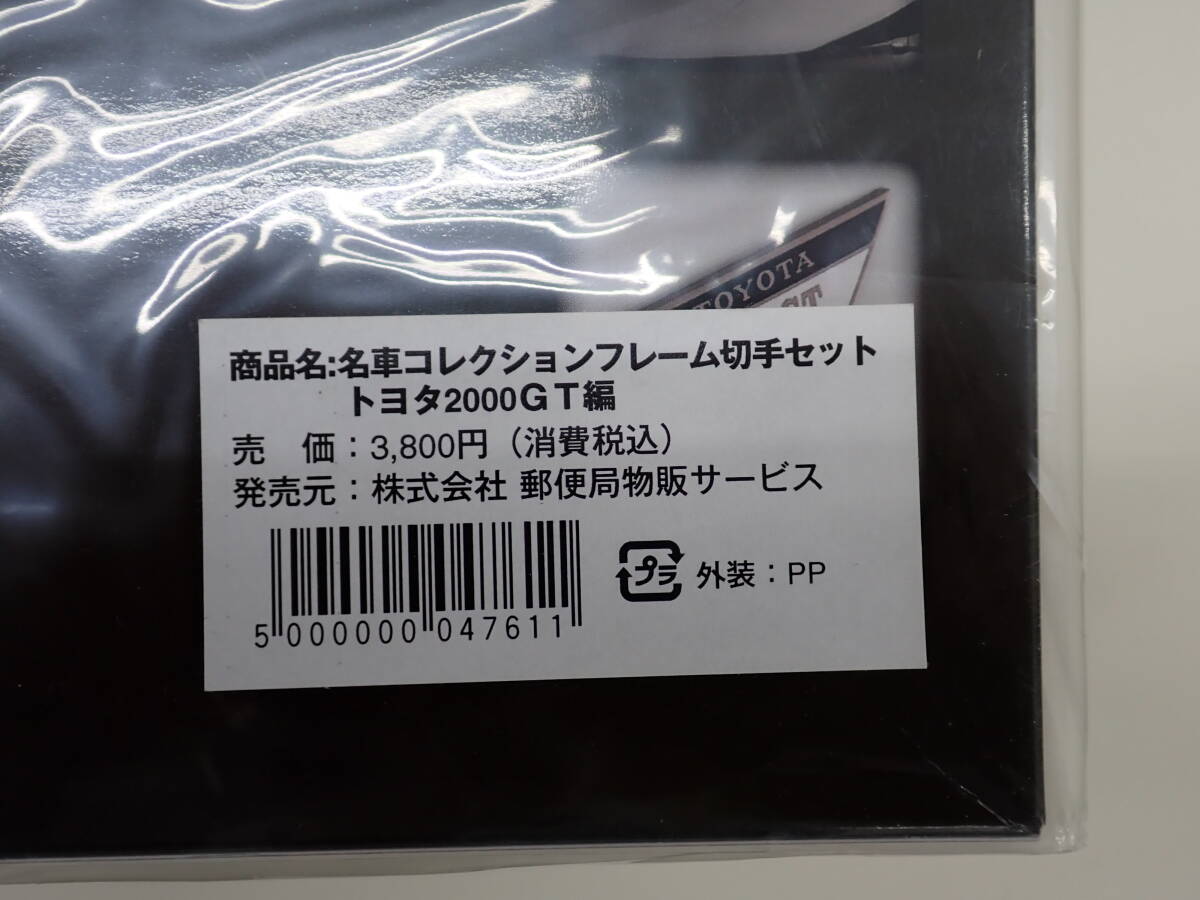 TOYOTA
商品名:名車コレクションフレーム切手セット
トヨタ2000GT編
売　価：3,800円（消費税込）
発売元：株式会社 郵便局物販サービス
プラ 外装：PP
5 000000 047611